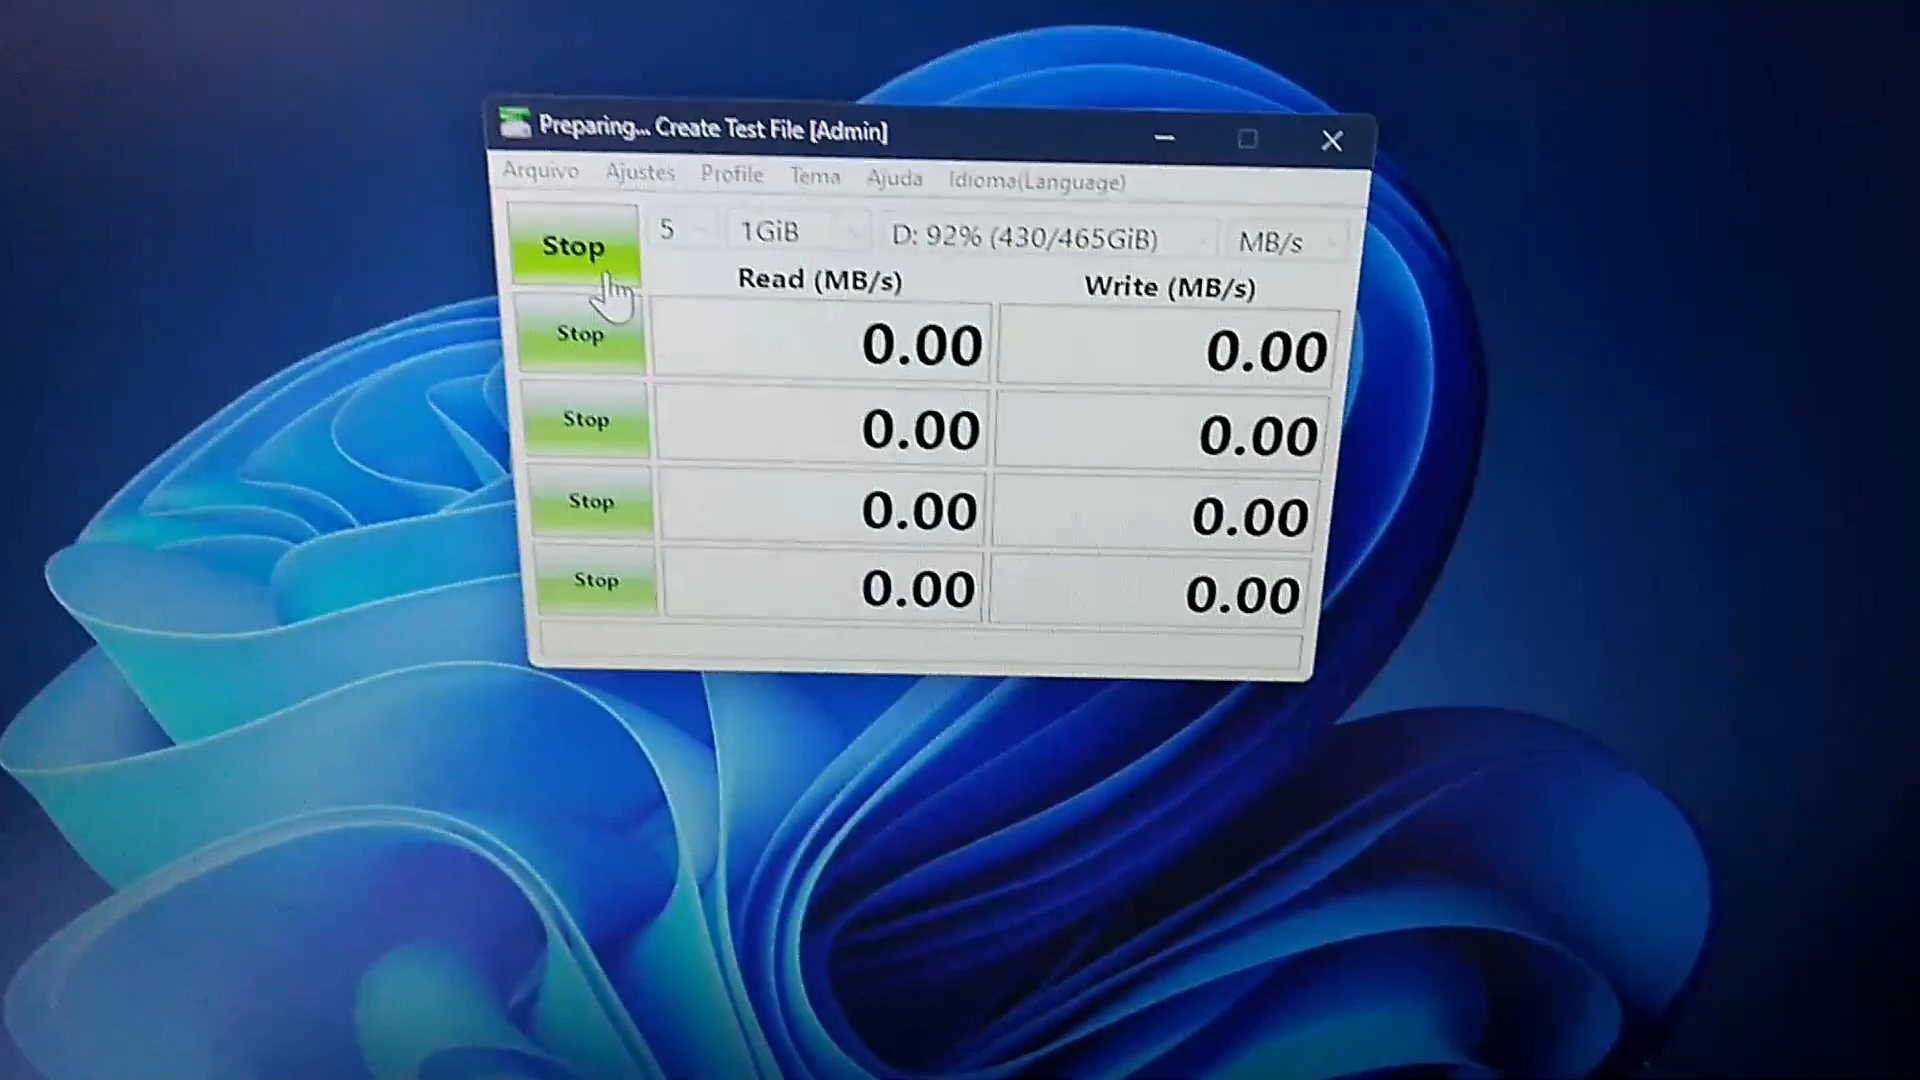 Preparing... Create Test File [Admin]
Arquivo Ajustes Profile Tema Ajuda Idioma(Language)
Stop 5 1GiB D: 92% (430/465GiB) MB/s
Read (MB/s) Write (MB/s)
Stop 0.00 0.00
Stop 0.00 0.00
Stop 0.00 0.00
Stop 0.00 0.00